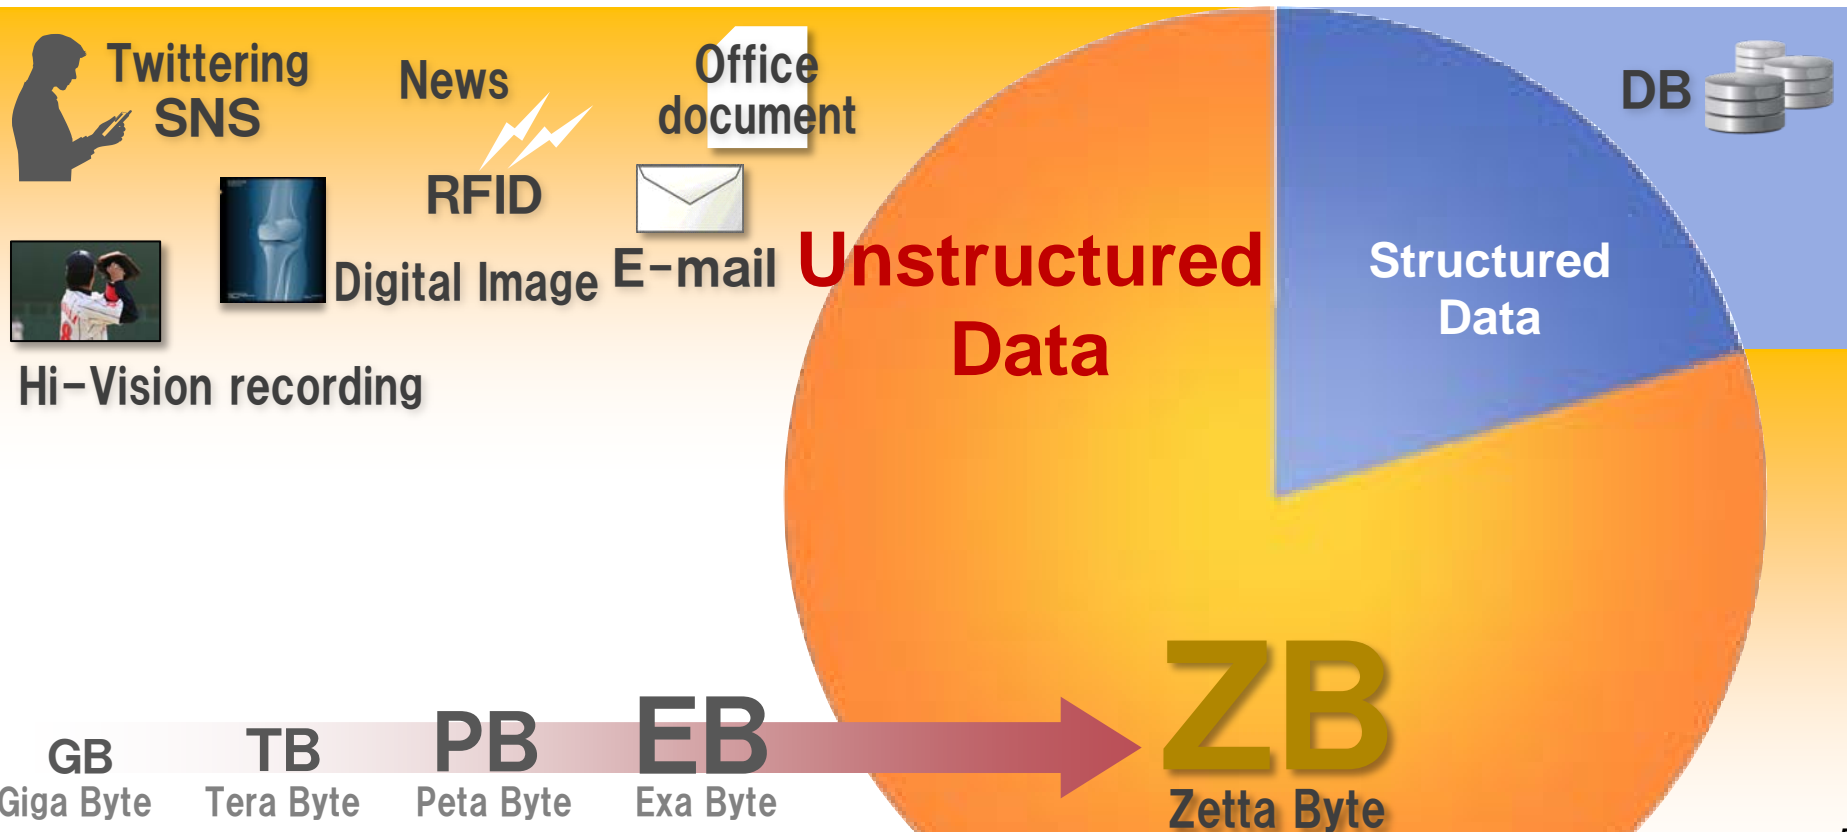 Twittering
SNS
News
RFID
Office
document
E-mail
Digital Image
Hi-Vision recording
Unstructured
Data
Structured
Data
DB
GB
Giga Byte
TB
Tera Byte
PB
Peta Byte
EB
Exa Byte
ZB
Zetta Byte